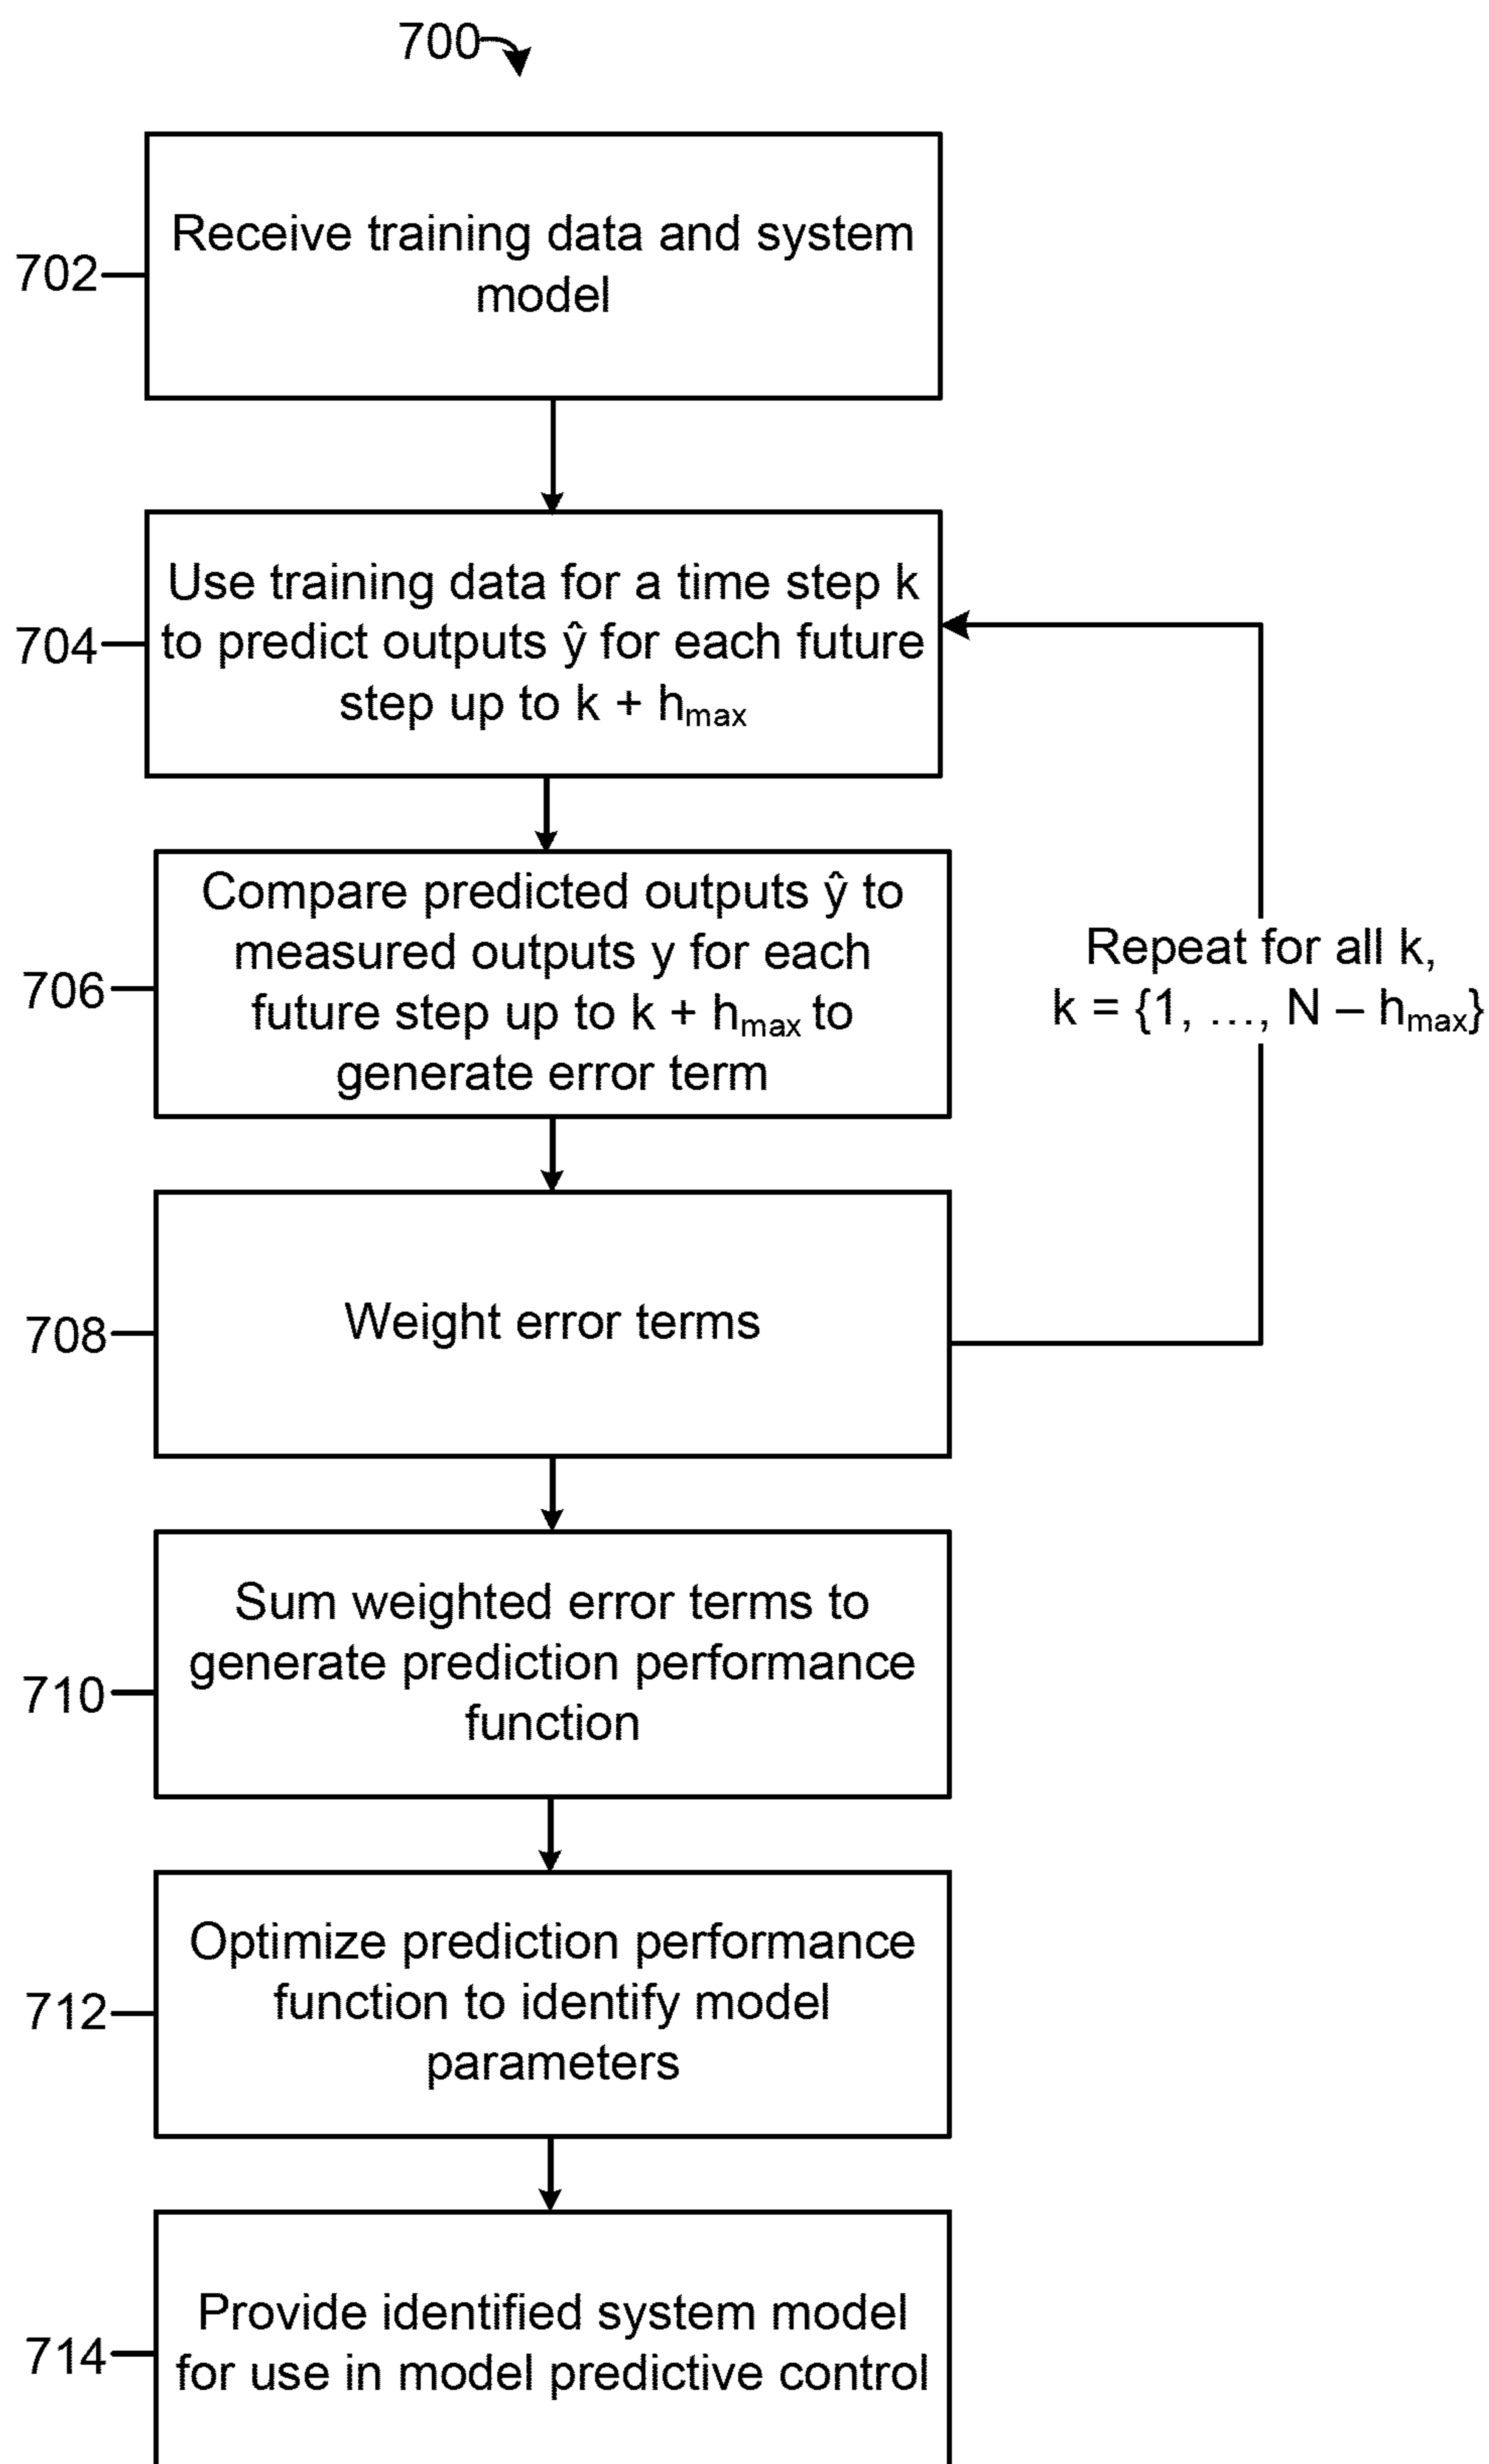 700
702
Receive training data and system
model
704
Use training data for a time step k
to predict outputs ŷ for each future
step up to k + hmax
706
Compare predicted outputs ŷ to
measured outputs y for each
future step up to k + hmax to
generate error term
Repeat for all k,
k = {1, …, N – hmax}
708
Weight error terms
710
Sum weighted error terms to
generate prediction performance
function
712
Optimize prediction performance
function to identify model
parameters
714
Provide identified system model
for use in model predictive control